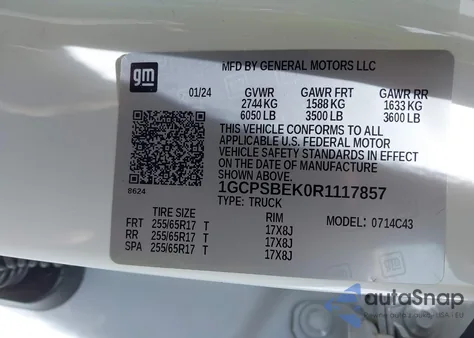 gm
MFD BY GENERAL MOTORS LLC
01/24 GVWR GAWR FRT GAWR RR
2744 KG 1588 KG 1633 KG
6050 LB 3500 LB 3600 LB
THIS VEHICLE CONFORMS TO ALL
APPLICABLE U.S. FEDERAL MOTOR
VEHICLE SAFETY STANDARDS IN EFFECT
ON THE DATE OF MANUFACTURE
SHOWN ABOVE.
8624
1GCPSBEK0R1117857
TYPE: TRUCK
TIRE SIZE RIM MODEL: 0714C43
FRT 255/65R17 T 17X8J
RR 255/65R17 T 17X8J
SPA 255/65R17 T 17X8J
autoSnap